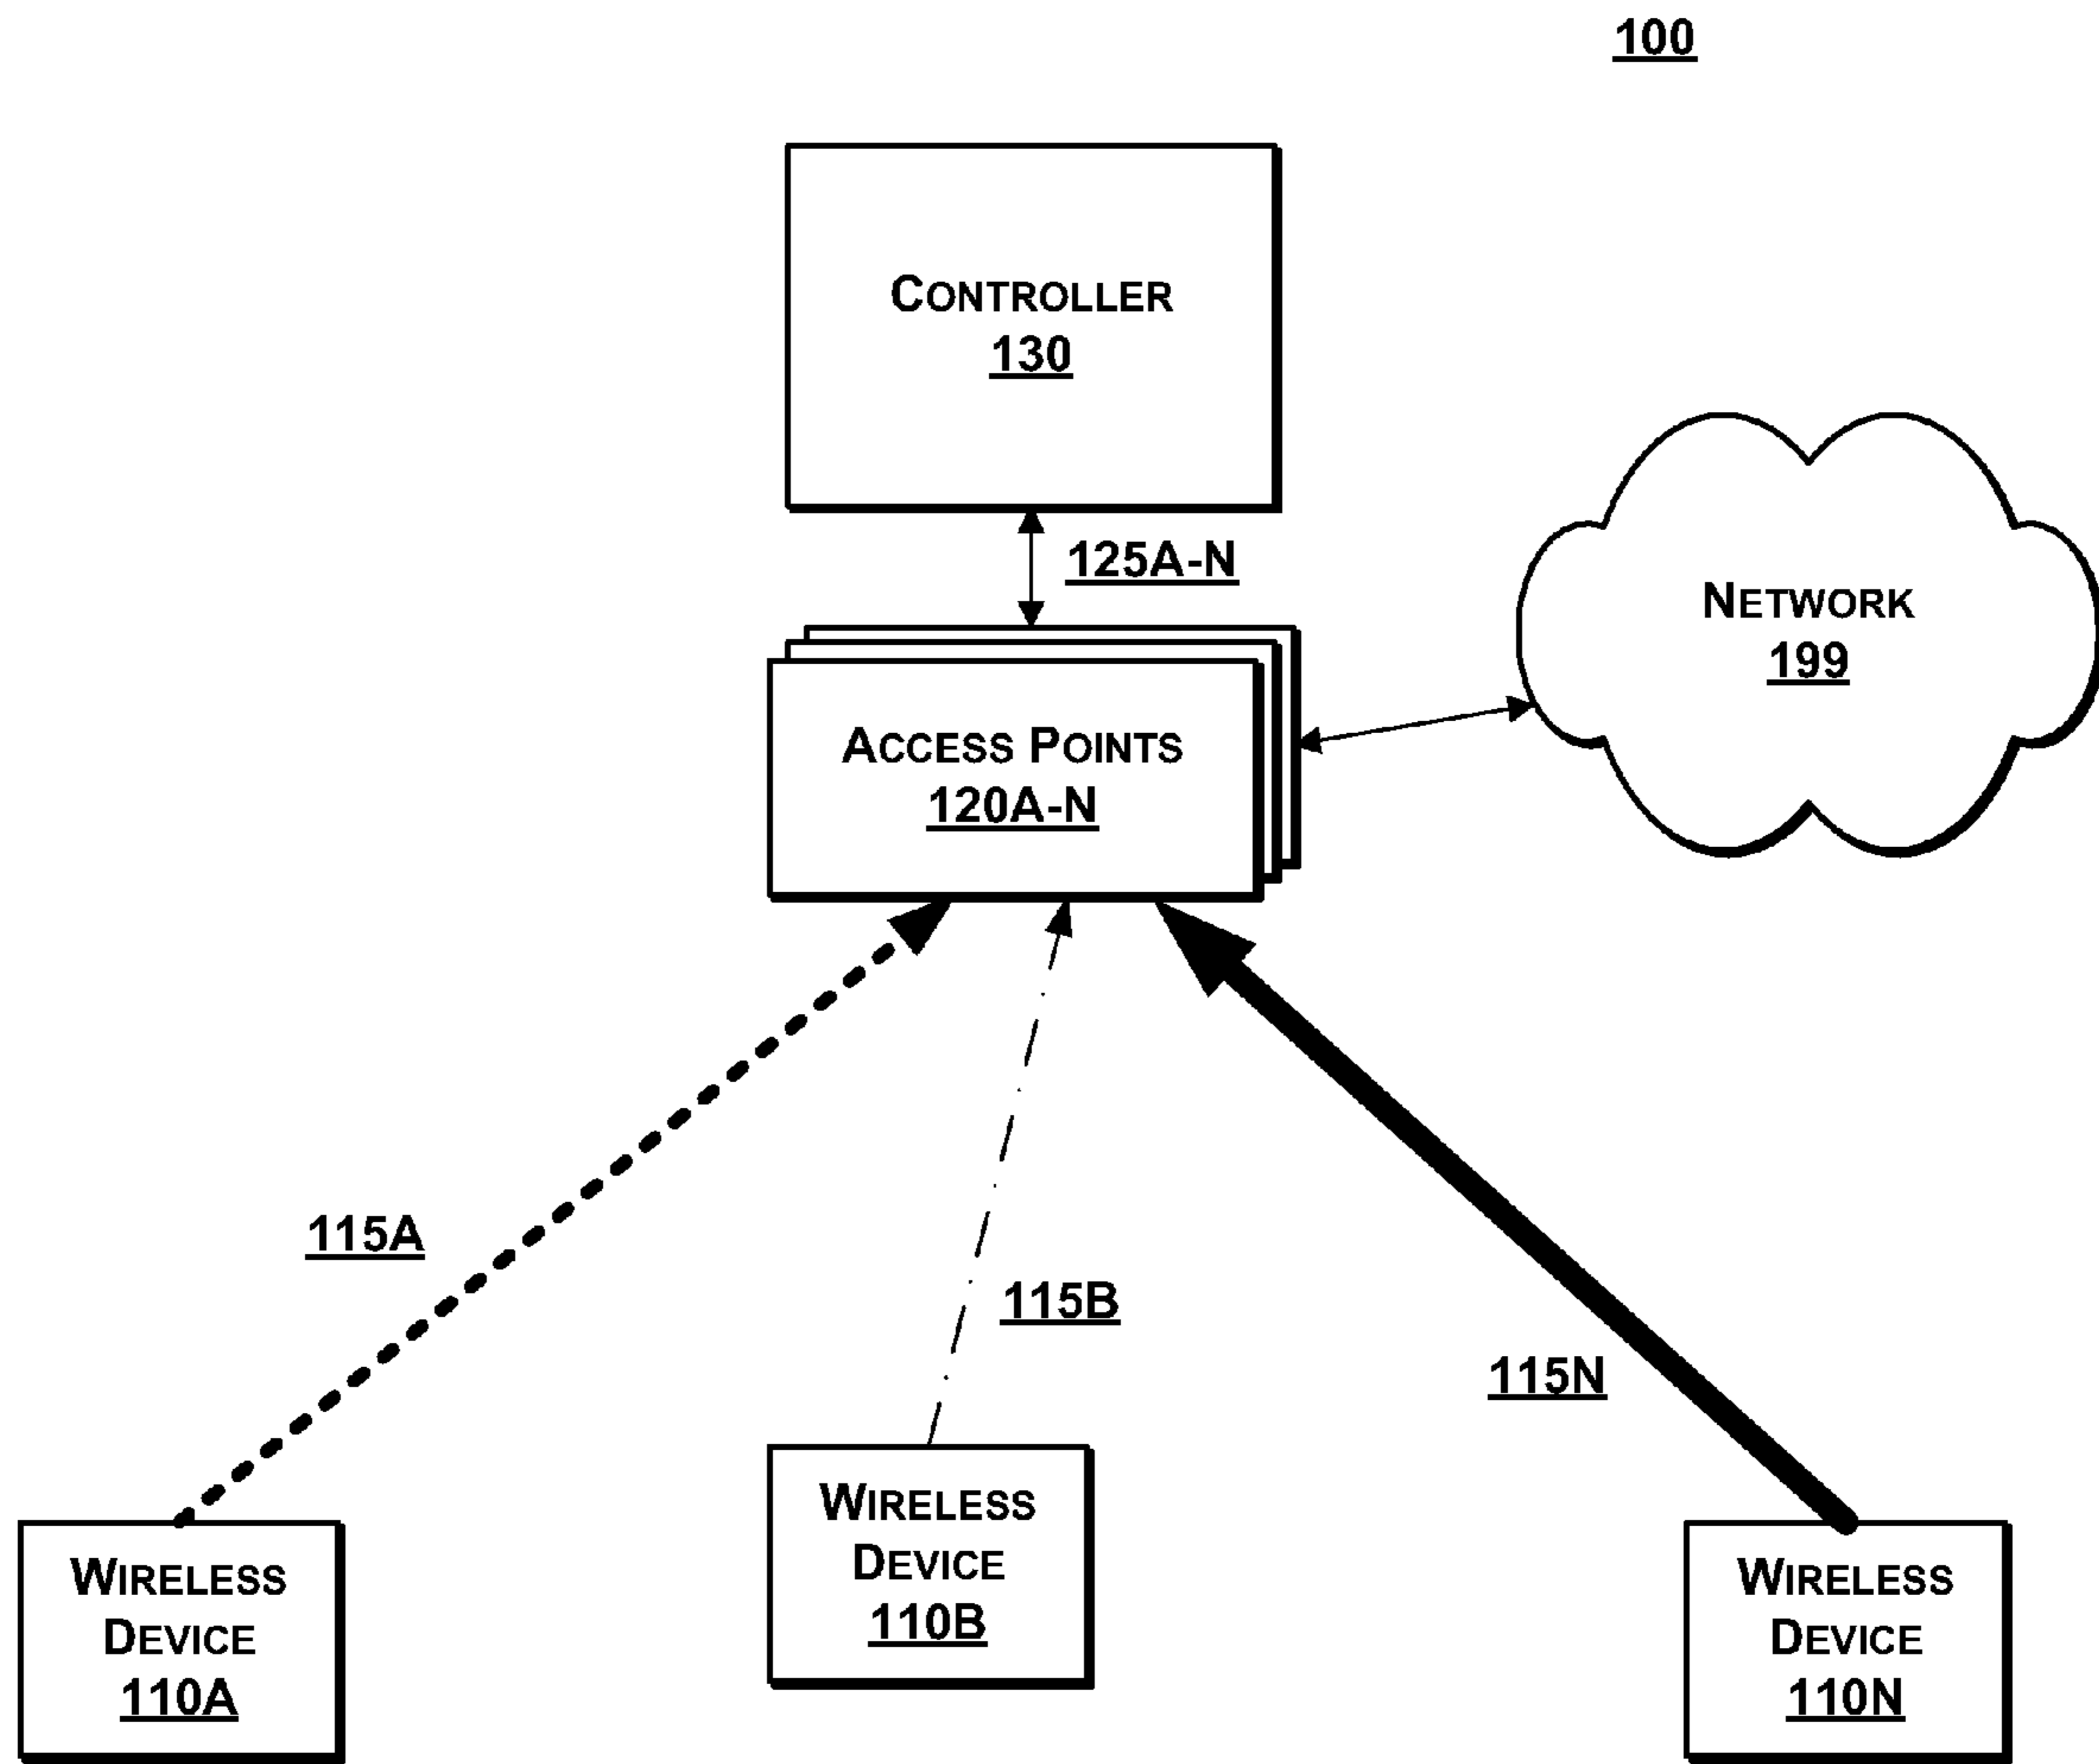 100
CONTROLLER
130
125A-N
NETWORK
199
ACCESS POINTS
120A-N
115A
115B
115N
WIRELESS
DEVICE
110A
WIRELESS
DEVICE
110B
WIRELESS
DEVICE
110N